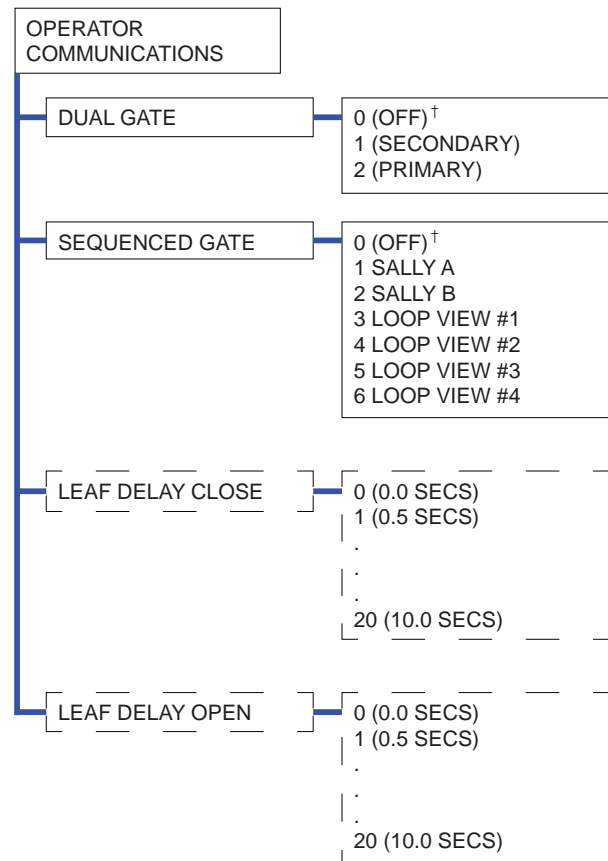 OPERATOR
COMMUNICATIONS
DUAL GATE
0 (OFF)†
1 (SECONDARY)
2 (PRIMARY)
SEQUENCED GATE
0 (OFF)†
1 SALLY A
2 SALLY B
3 LOOP VIEW #1
4 LOOP VIEW #2
5 LOOP VIEW #3
6 LOOP VIEW #4
LEAF DELAY CLOSE
0 (0.0 SECS)
1 (0.5 SECS)
.
.
.
20 (10.0 SECS)
LEAF DELAY OPEN
0 (0.0 SECS)
1 (0.5 SECS)
.
.
.
20 (10.0 SECS)